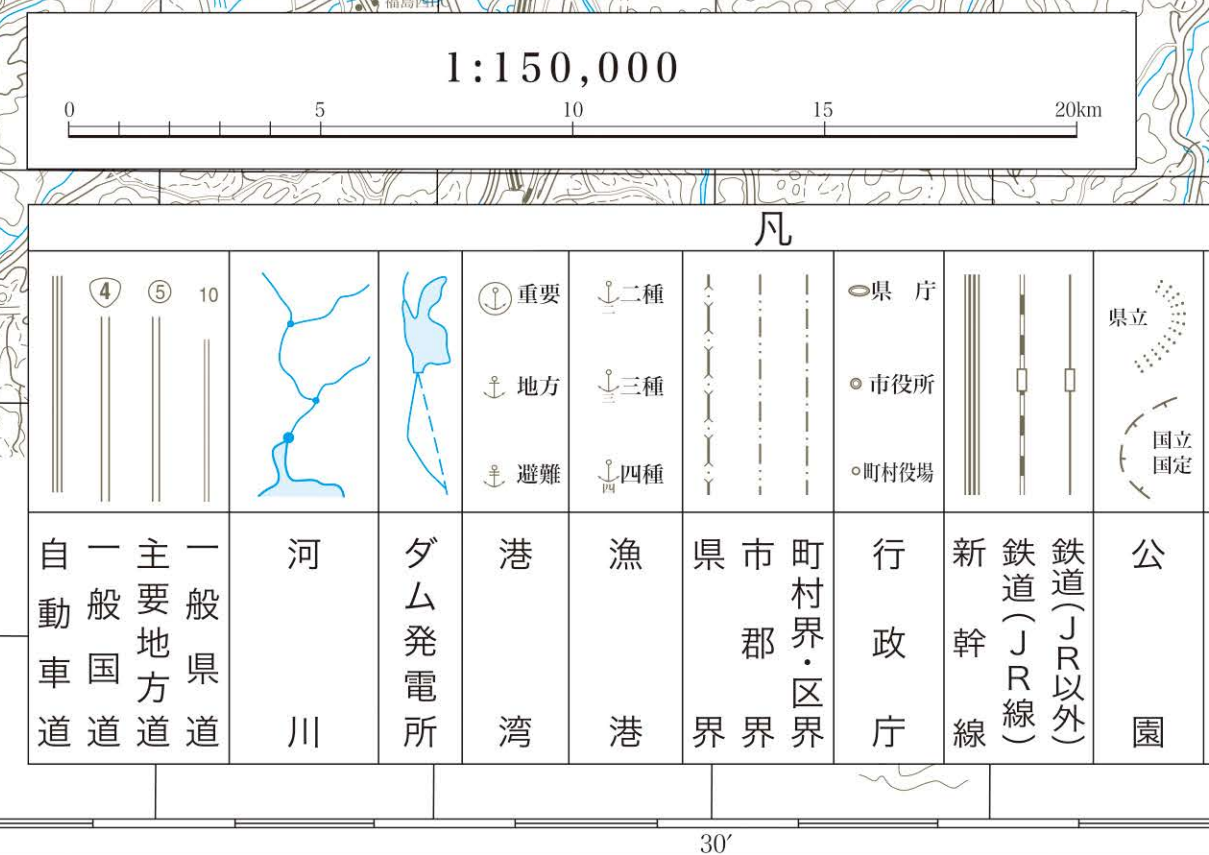 1:150,000
0 5 10 15 20km
凡
4 5 10
重要
地方
避難
二種
三種
四種
二
三
四
県 庁
市役所
町村役場
県立
国立
国定
自動車道
一般国道
主要地方道
一般県道
河川
ダム発電所
港湾
漁港
県界
市郡界
町村界・区界
行政庁
新幹線
鉄道(JR線)
鉄道(JR以外)
公園
30′